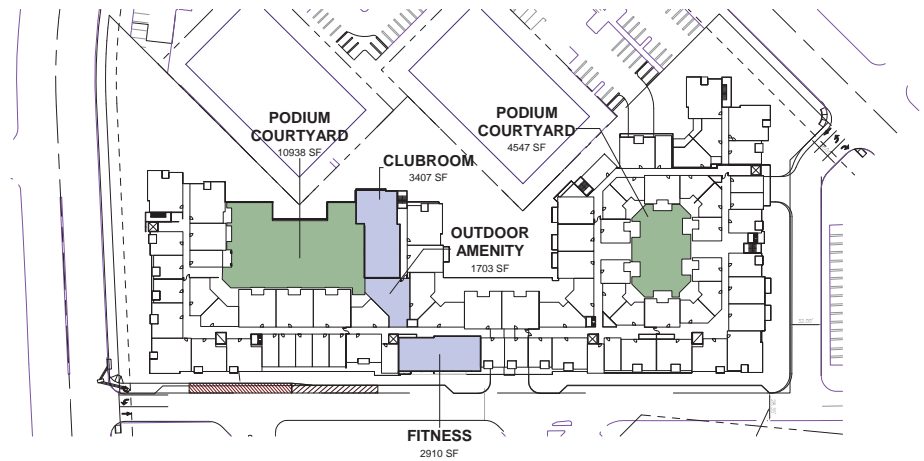 PODIUM
COURTYARD
10938 SF
PODIUM
COURTYARD
4547 SF
CLUBROOM
3407 SF
OUTDOOR
AMENITY
1703 SF
FITNESS
2910 SF